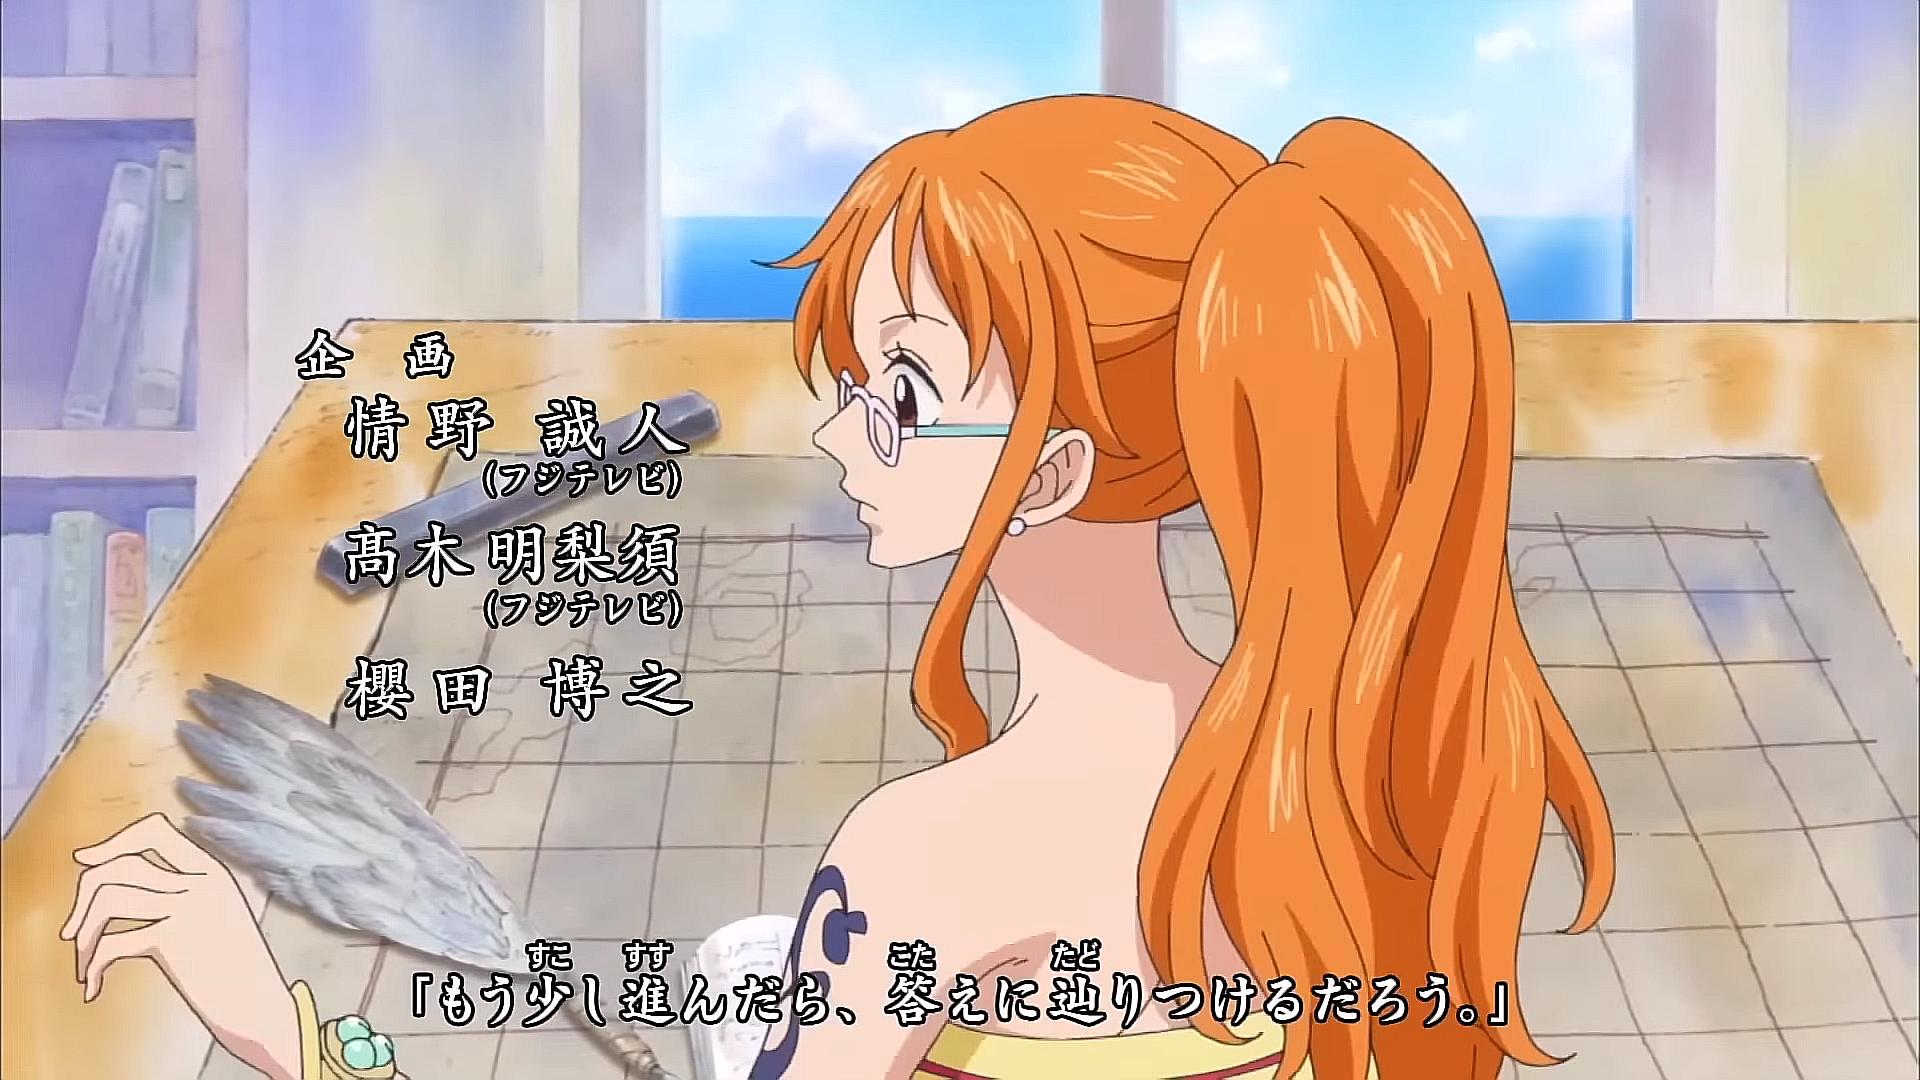 企画
情野 誠人
(フジテレビ)
髙木 明梨須
(フジテレビ)
櫻田 博之
すこ すす こた たど
「もう少し進んだら、答えに辿りつけるだろう。」